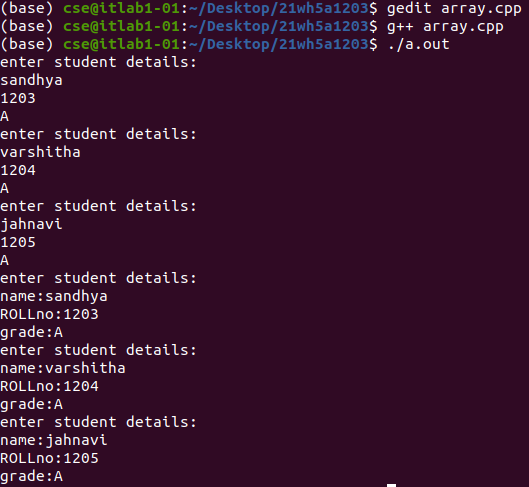 (base) cse@itlab1-01:~/Desktop/21wh5a1203$ gedit array.cpp
(base) cse@itlab1-01:~/Desktop/21wh5a1203$ g++ array.cpp
(base) cse@itlab1-01:~/Desktop/21wh5a1203$ ./a.out
enter student details:
sandhya
1203
A
enter student details:
varshitha
1204
A
enter student details:
jahnavi
1205
A
enter student details:
name:sandhya
ROLLno:1203
grade:A
enter student details:
name:varshitha
ROLLno:1204
grade:A
enter student details:
name:jahnavi
ROLLno:1205
grade:A